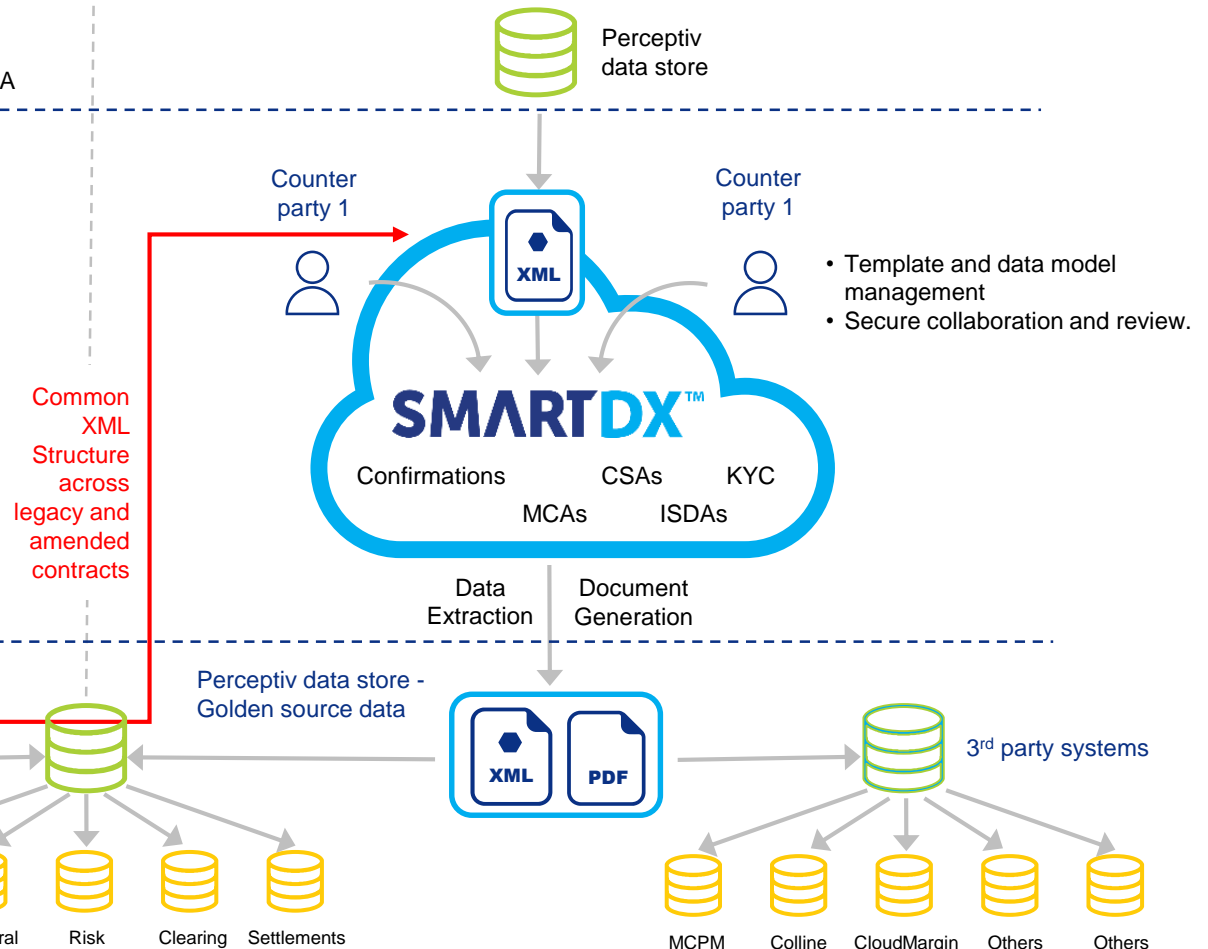 Perceptiv
data store
A
Counter
party 1
Counter
party 1
XML
• Template and data model
management
• Secure collaboration and review.
Common
XML
Structure
across
legacy and
amended
contracts
SMARTDX™
Confirmations CSAs KYC
MCAs ISDAs
Data
Extraction
Document
Generation
Perceptiv data store -
Golden source data
XML
PDF
3rd party systems
ral
Risk
Clearing
Settlements
MCPM
Colline
CloudMargin
Others
Others